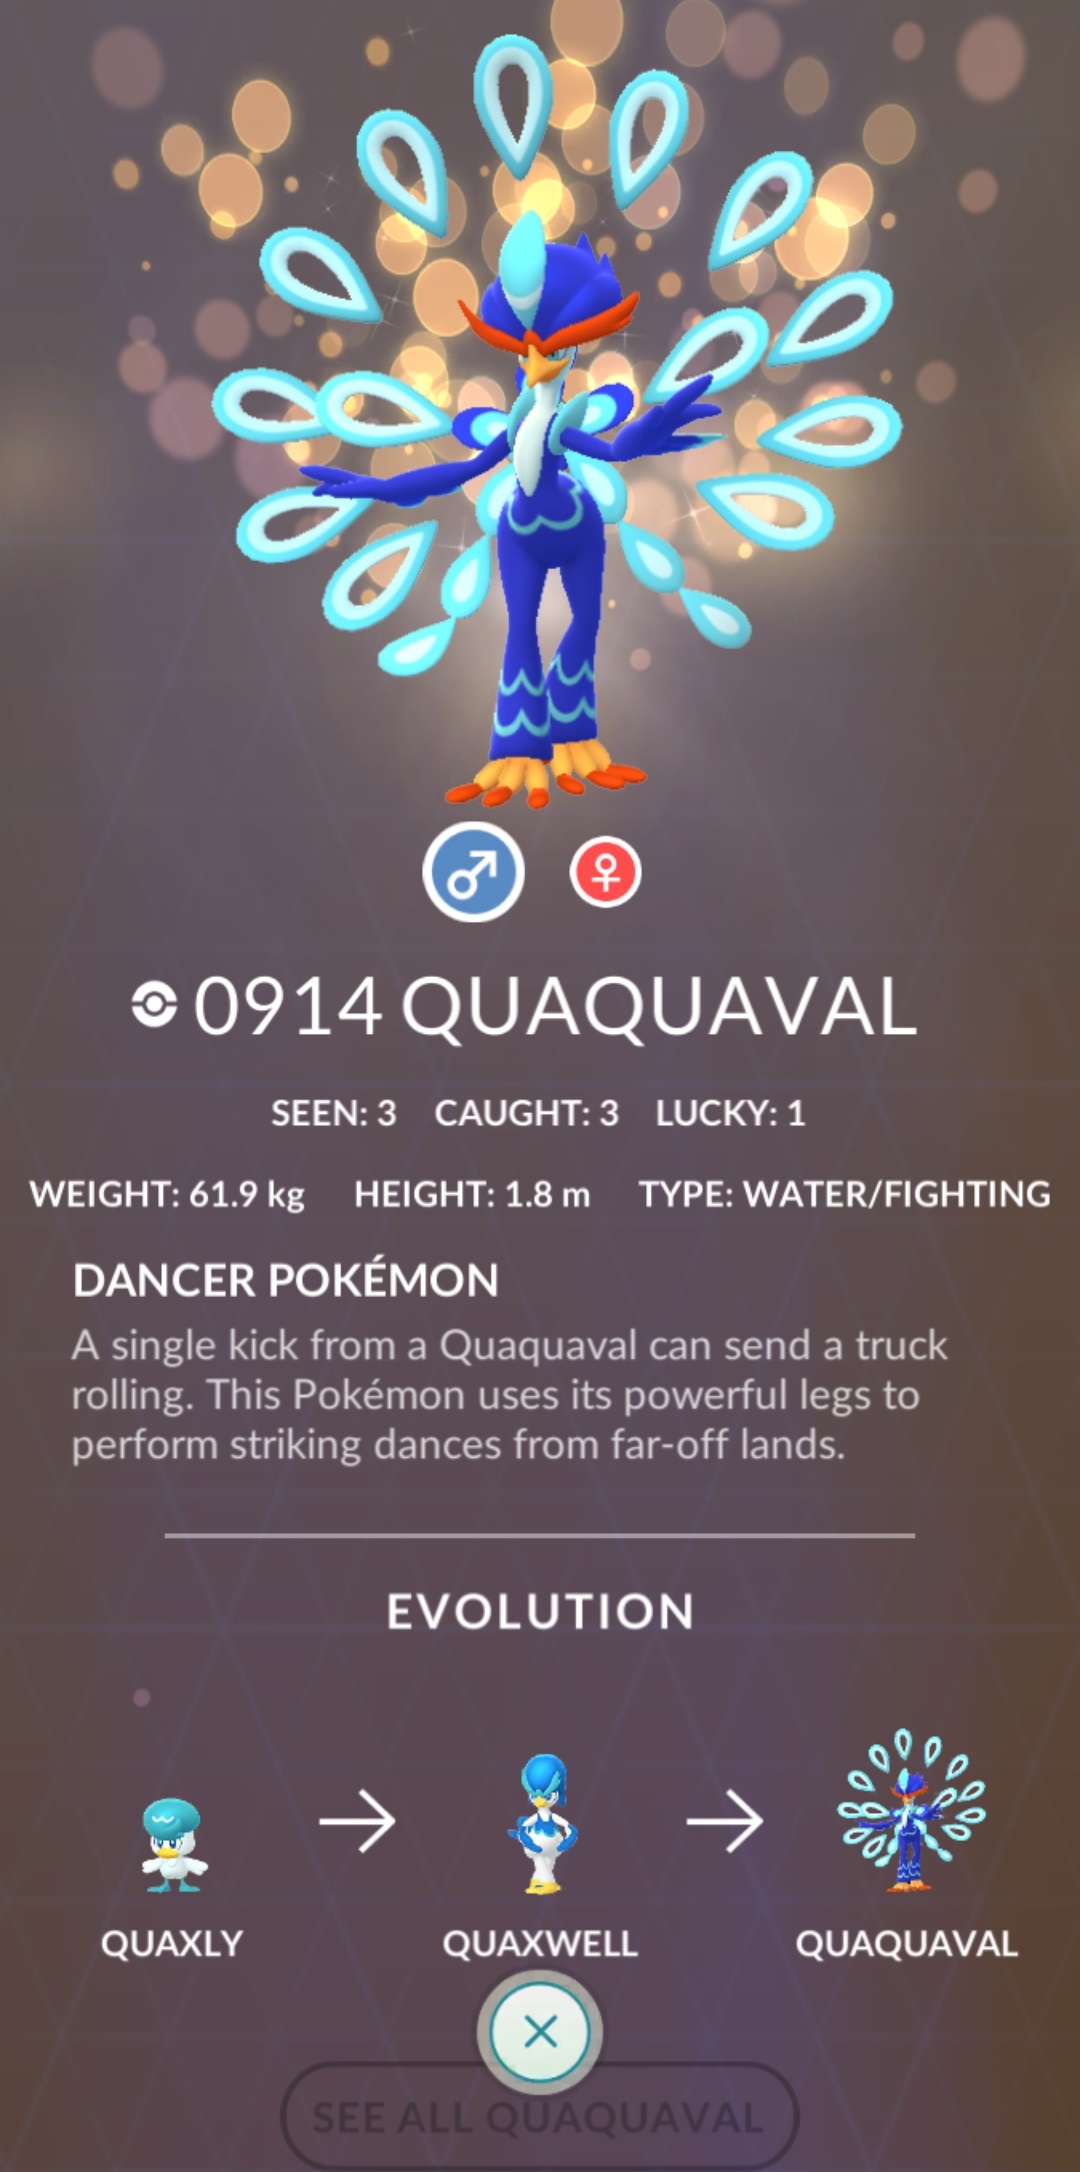 0914 QUAQUAVAL
SEEN: 3 CAUGHT: 3 LUCKY: 1
WEIGHT: 61.9 kg HEIGHT: 1.8 m TYPE: WATER/FIGHTING
DANCER POKÉMON
A single kick from a Quaquaval can send a truck
rolling. This Pokémon uses its powerful legs to
perform striking dances from far-off lands.
EVOLUTION
QUAXLY QUAXWELL QUAQUAVAL
SEE ALL QUAQUAVAL